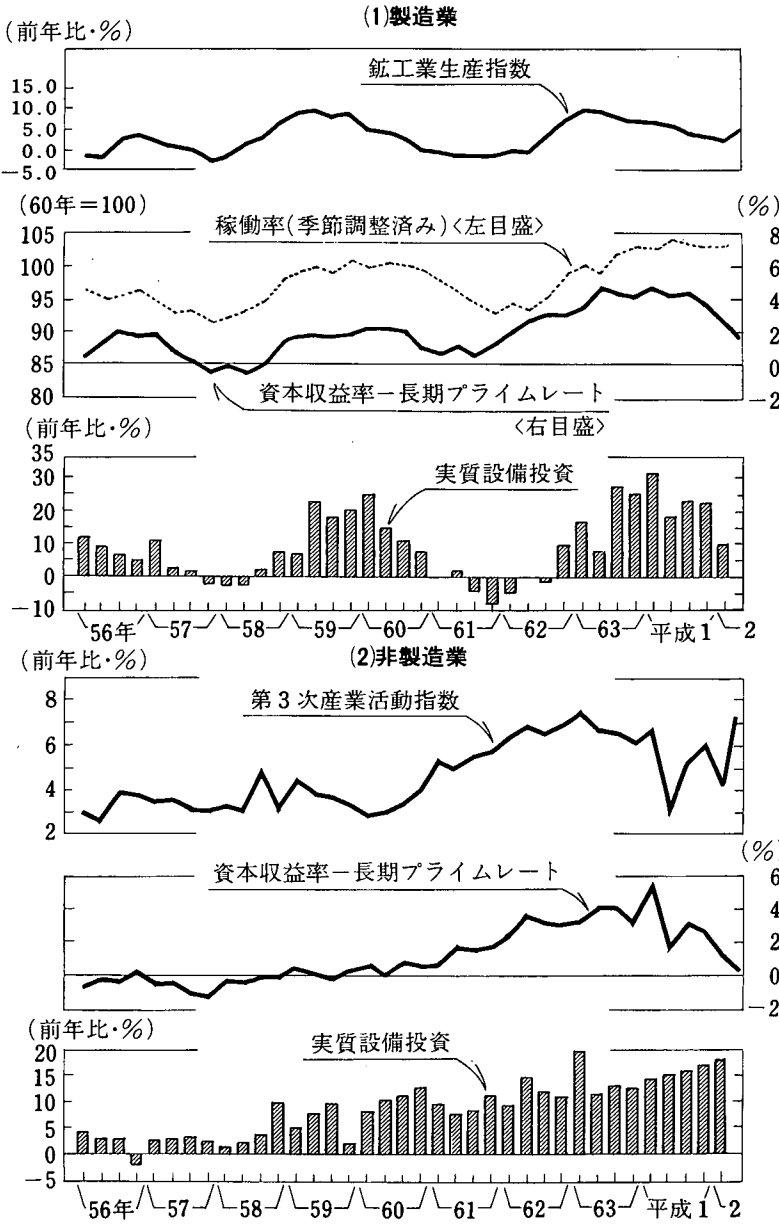 (1)製造業
(前年比・%)
鉱工業生産指数
15.0
10.0
5.0
0.0
−5.0
(60年=100)
(%)
稼働率(季節調整済み)<左目盛>
105
100
95
90
85
80
8
6
4
2
0
−2
資本収益率−長期プライムレート
<右目盛>
(前年比・%)
実質設備投資
35
30
20
10
0
−10
56年 57 58 59 60 61 62 63 平成1 2
(2)非製造業
(前年比・%)
第3次産業活動指数
8
6
4
2
(%)
資本収益率−長期プライムレート
6
4
2
0
−2
(前年比・%)
実質設備投資
20
15
10
5
0
−5
56年 57 58 59 60 61 62 63 平成1 2